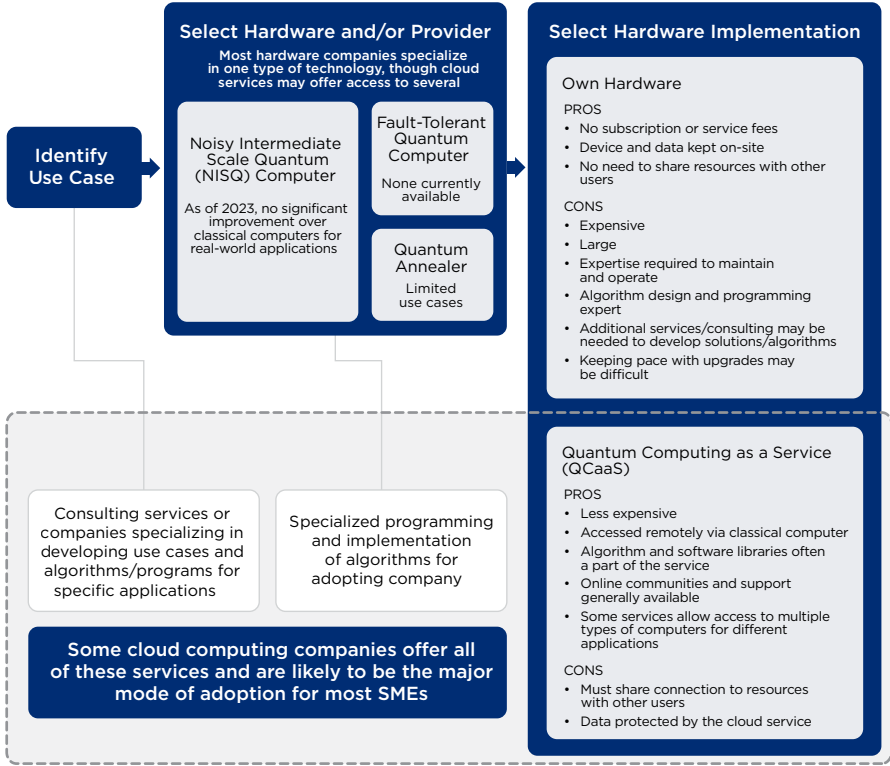 Identify
Use Case
Select Hardware and/or Provider
Most hardware companies specialize
in one type of technology, though cloud
services may offer access to several
Noisy Intermediate
Scale Quantum
(NISQ) Computer
As of 2023, no significant
improvement over
classical computers for
real-world applications
Fault-Tolerant
Quantum
Computer
None currently
available
Quantum
Annealer
Limited
use cases
Select Hardware Implementation
Own Hardware
PROS
• No subscription or service fees
• Device and data kept on-site
• No need to share resources with other
users
CONS
• Expensive
• Large
• Expertise required to maintain
and operate
• Algorithm design and programming
expert
• Additional services/consulting may be
needed to develop solutions/algorithms
• Keeping pace with upgrades may
be difficult
Quantum Computing as a Service
(QCaaS)
PROS
• Less expensive
• Accessed remotely via classical computer
• Algorithm and software libraries often
a part of the service
• Online communities and support
generally available
• Some services allow access to multiple
types of computers for different
applications
CONS
• Must share connection to resources
with other users
• Data protected by the cloud service
Consulting services or
companies specializing in
developing use cases and
algorithms/programs for
specific applications
Specialized programming
and implementation
of algorithms for
adopting company
Some cloud computing companies offer all
of these services and are likely to be the major
mode of adoption for most SMEs